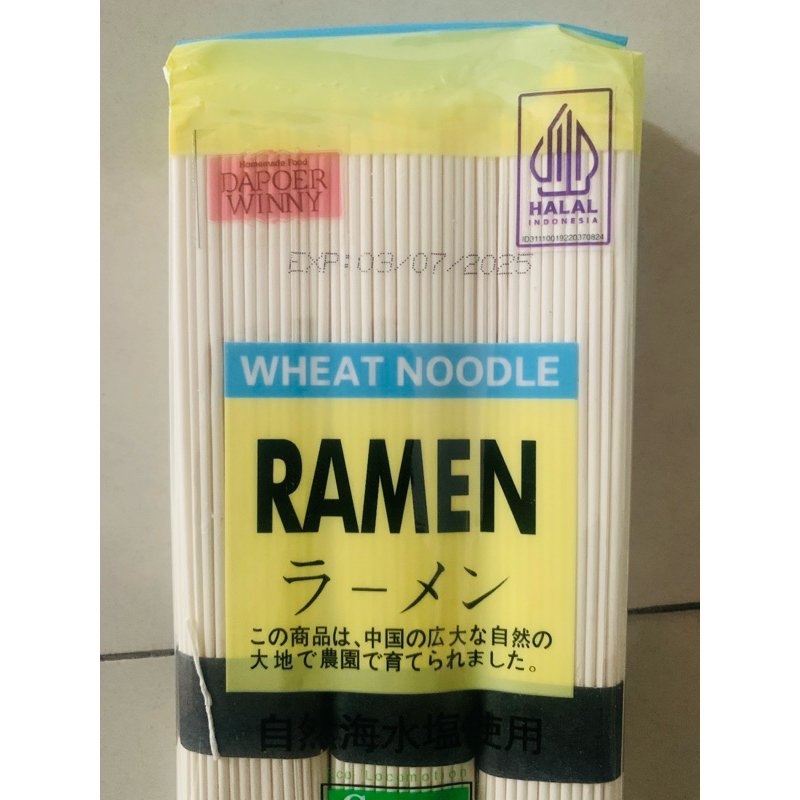 Homemade Food
DAPOER
WINNY
HALAL
INDONESIA
ID31110019220370824
EXP:03/07/2025
WHEAT NOODLE
RAMEN
ラーメン
この商品は、中国の広大な自然の
大地で農園で育てられました。
自然海水塩使用
Eco Locomotion